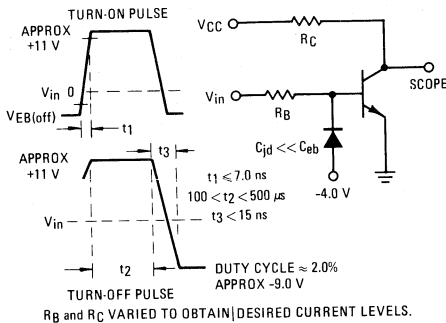 TURN-ON PULSE
APPROX
+11 V
Vin 0
VEB(off)
t1
t3
APPROX
+11 V
t1 ⩽ 7.0 ns
100 < t2 < 500 μs
t3 < 15 ns
Vin
t2
DUTY CYCLE ≈ 2.0%
APPROX -9.0 V
TURN-OFF PULSE
VCC
RC
SCOPE
Vin
RB
Cjd << Ceb
-4.0 V
RB and RC VARIED TO OBTAIN DESIRED CURRENT LEVELS.